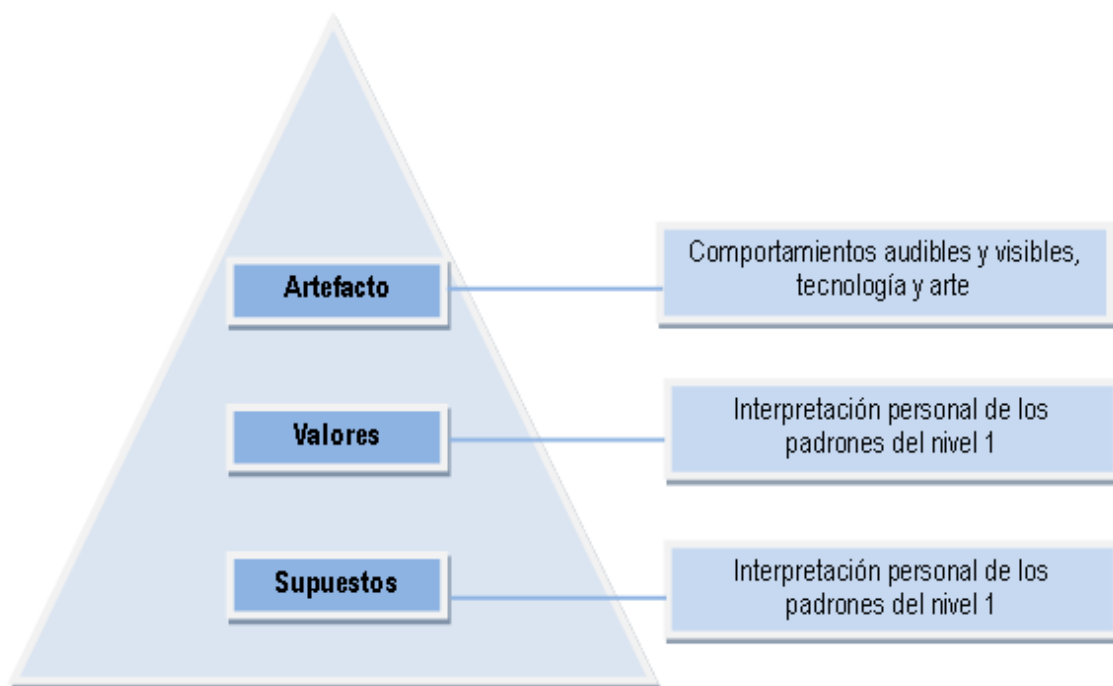 Artefacto
Comportamientos audibles y visibles,
tecnología y arte
Valores
Interpretación personal de los
padrones del nivel 1
Supuestos
Interpretación personal de los
padrones del nivel 1